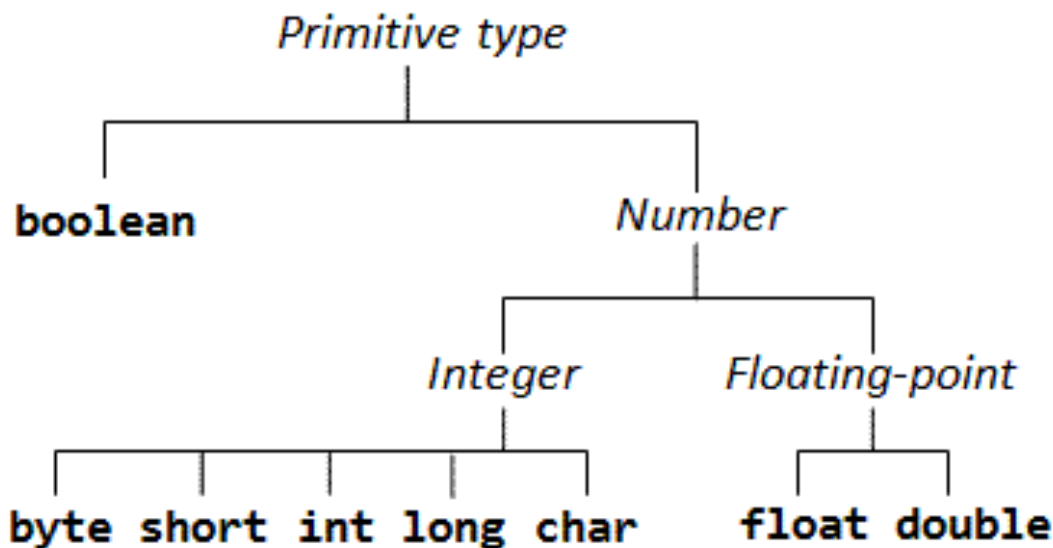 Primitive type
boolean
Number
Integer
Floating-point
byte short int long char
float double